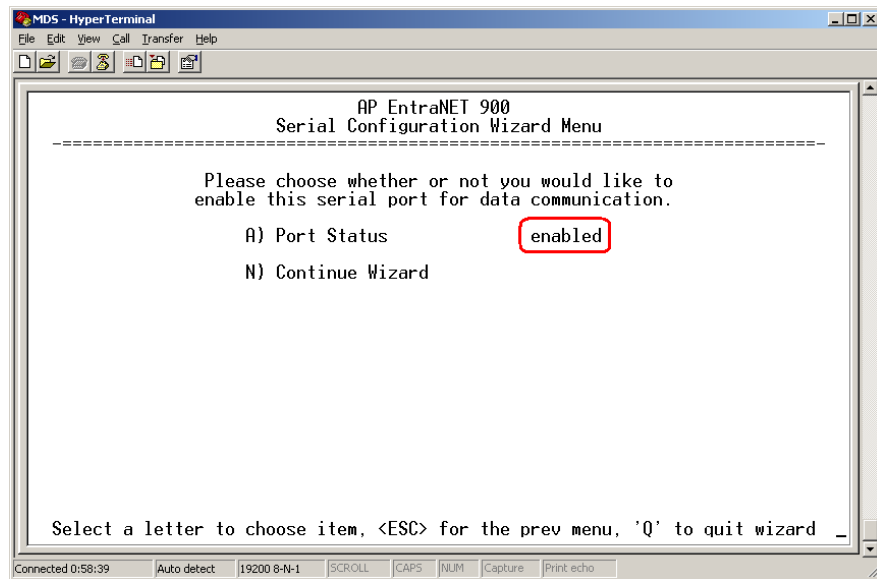 MDS - HyperTerminal
File Edit View Call Transfer Help
AP EntraNET 900
Serial Configuration Wizard Menu
-==========================================================================-
Please choose whether or not you would like to
enable this serial port for data communication.
A) Port Status enabled
N) Continue Wizard
Select a letter to choose item, <ESC> for the prev menu, 'Q' to quit wizard _
Connected 0:58:39 Auto detect 19200 8-N-1 SCROLL CAPS NUM Capture Print echo